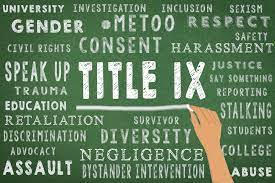 UNIVERSITY INVESTIGATION INCLUSION SEXISM
GENDER #METOO RESPECT
CIVIL RIGHTS CONSENT SAFETY
HARASSMENT
SPEAK UP TITLE IX JUSTICE
SAY SOMETHING
TRAUMA REPORTING
EDUCATION STALKING
RETALIATION SURVIVOR STUDENTS
DISCRIMINATION DIVERSITY
ADVOCACY NEGLIGENCE COLLEGE
ASSAULT BYSTANDER INTERVENTION ABUSE